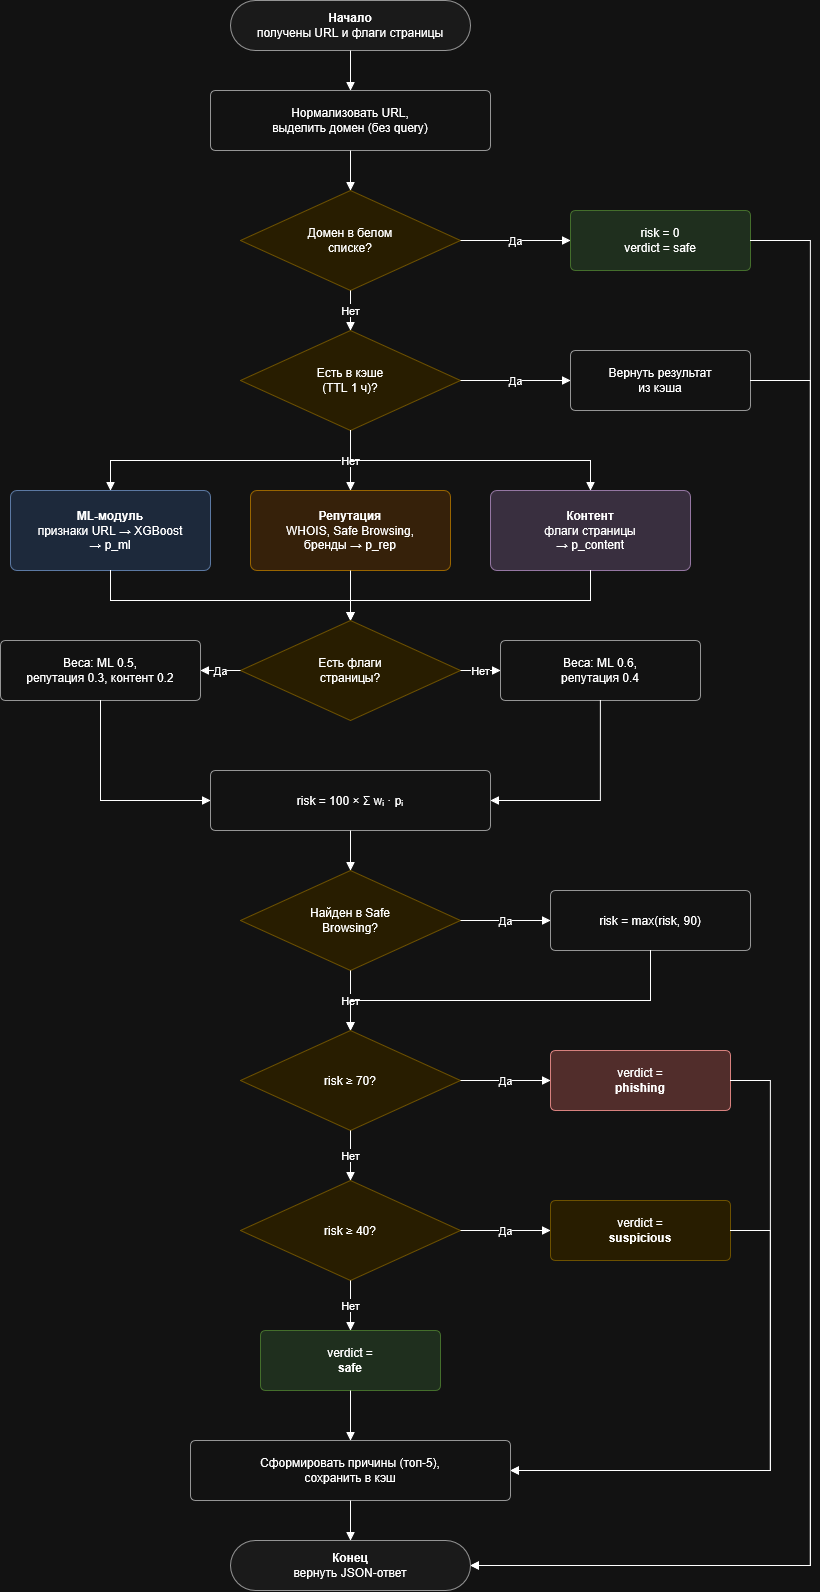 Начало
получены URL и флаги страницы
Нормализовать URL,
выделить домен (без query)
Домен в белом
списке?
Да
risk = 0
verdict = safe
Нет
Есть в кэше
(TTL 1 ч)?
Да
Вернуть результат
из кэша
Нет
ML-модуль
признаки URL → XGBoost
→ p_ml
Репутация
WHOIS, Safe Browsing,
бренды → p_rep
Контент
флаги страницы
→ p_content
Есть флаги
страницы?
Да
Веса: ML 0.5,
репутация 0.3, контент 0.2
Нет
Веса: ML 0.6,
репутация 0.4
risk = 100 × Σ wᵢ · pᵢ
Найден в Safe
Browsing?
Да
risk = max(risk, 90)
Нет
risk ≥ 70?
Да
verdict =
phishing
Нет
risk ≥ 40?
Да
verdict =
suspicious
Нет
verdict =
safe
Сформировать причины (топ-5),
сохранить в кэш
Конец
вернуть JSON-ответ